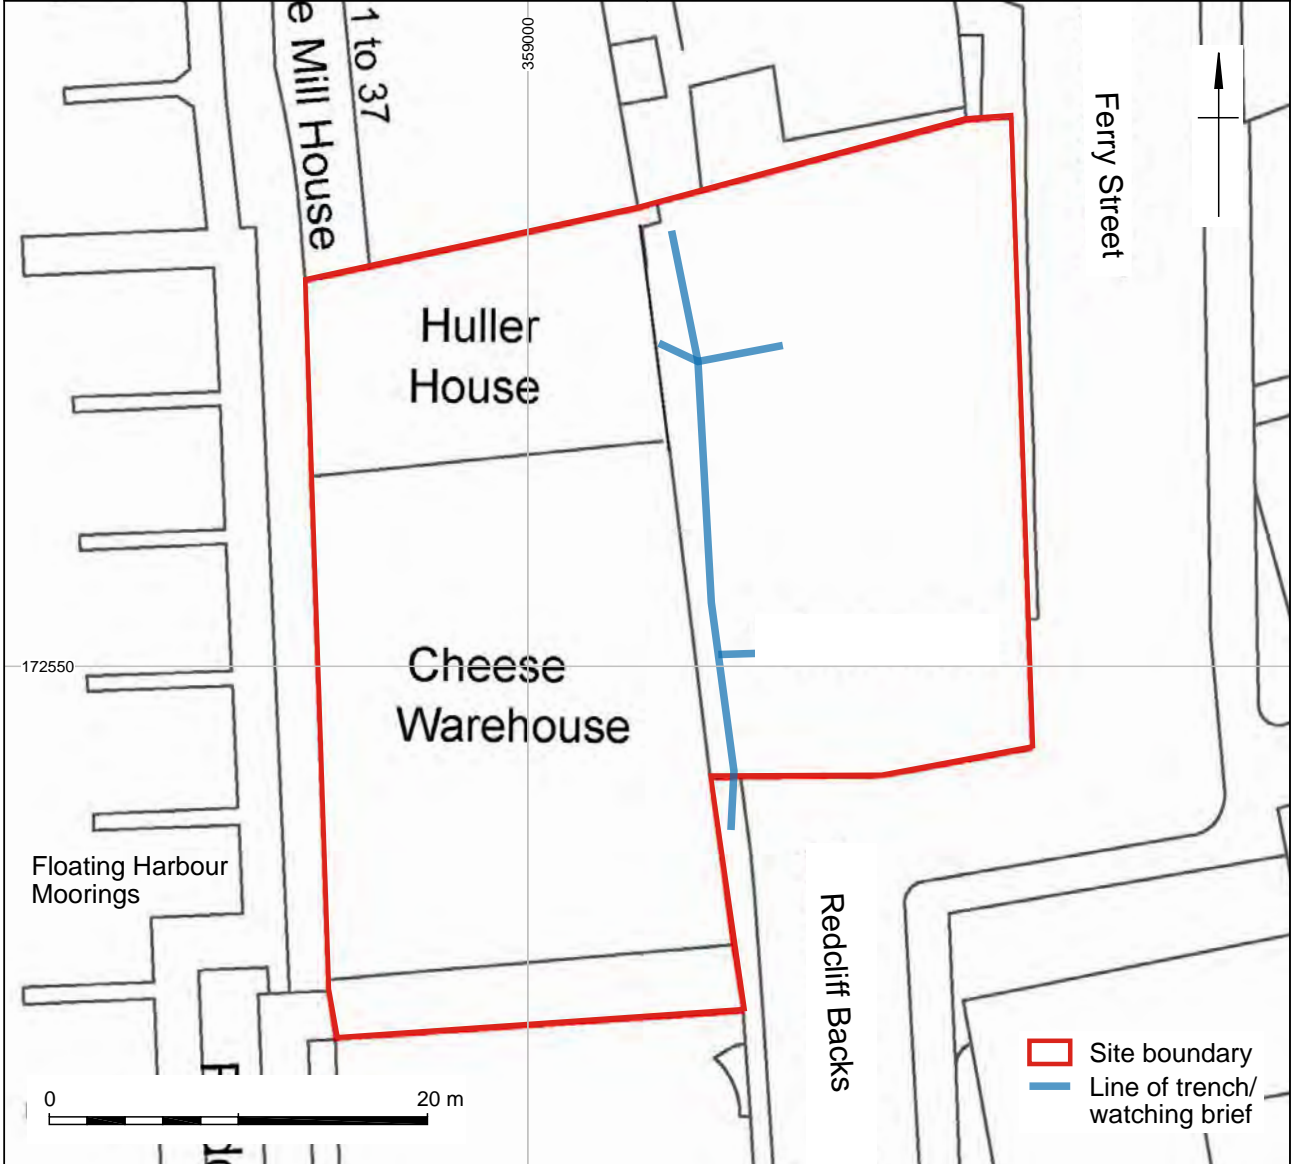 e Mill House
1 to 37
359000
Ferry Street
Huller
House
172550
Cheese
Warehouse
Floating Harbour
Moorings
Redcliff Backs
Site boundary
Line of trench/
watching brief
0 20 m